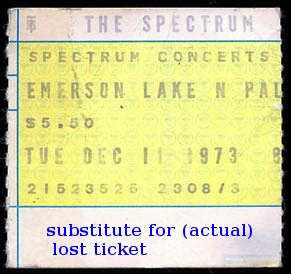 THE SPECTRUM
SPECTRUM CONCERTS
EMERSON LAKE N PAL
$5.50
TUE DEC 11 1973 8
21523525 2308/3
substitute for (actual)
lost ticket